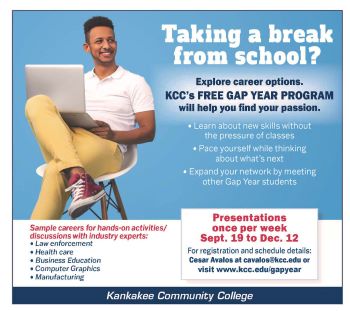 Taking a break
from school?
Explore career options.
KCC's FREE GAP YEAR PROGRAM
will help you find your passion.
• Learn about new skills without
the pressure of classes
• Pace yourself while thinking
about what's next
• Expand your network by meeting
other Gap Year students
Sample careers for hands-on activities/
discussions with industry experts:
• Law enforcement
• Health care
• Business Education
• Computer Graphics
• Manufacturing
Presentations
once per week
Sept. 19 to Dec. 12
For registration and schedule details:
Cesar Avalos at cavalos@kcc.edu or
visit www.kcc.edu/gapyear
Kankakee Community College